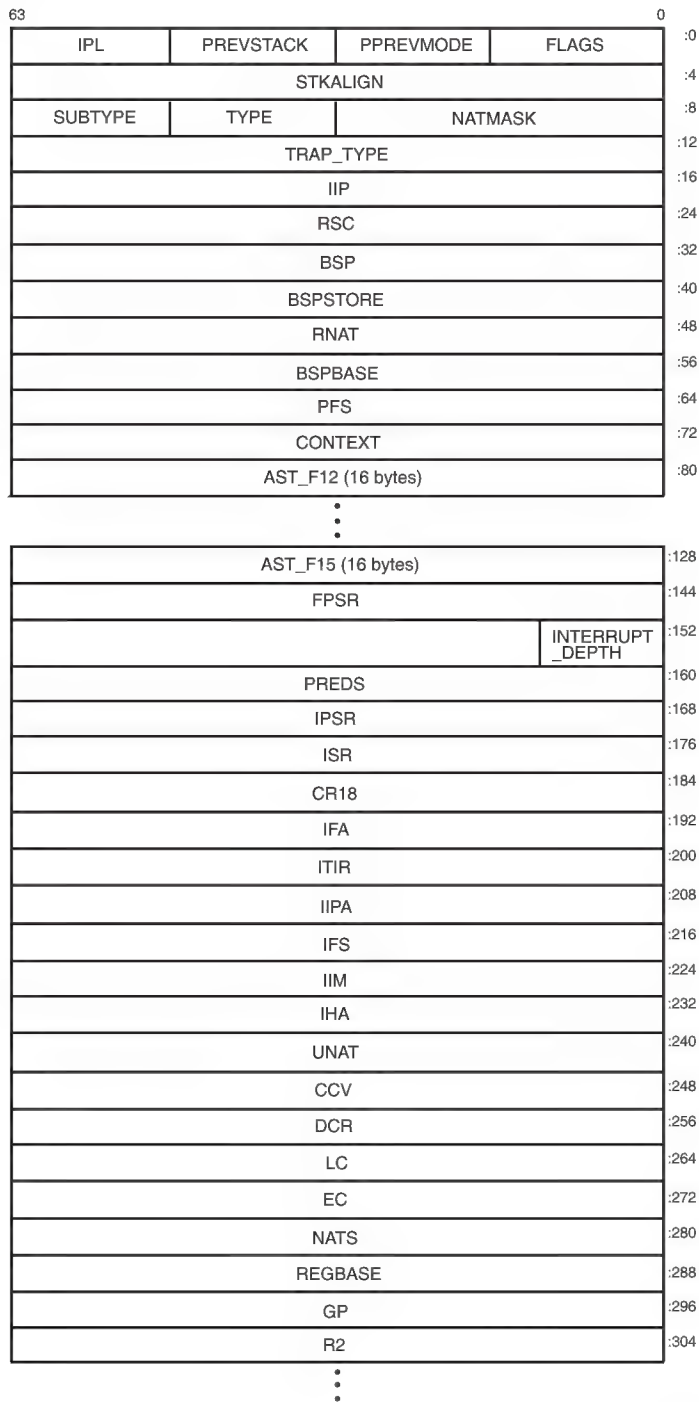 63 0
IPL PREVSTACK PPREVMODE FLAGS :0
STKALIGN :4
SUBTYPE TYPE NATMASK :8
TRAP_TYPE :12
IIP :16
RSC :24
BSP :32
BSPSTORE :40
RNAT :48
BSPBASE :56
PFS :64
CONTEXT :72
AST_F12 (16 bytes) :80
AST_F15 (16 bytes) :128
FPSR :144
INTERRUPT :152
_DEPTH
PREDS :160
IPSR :168
ISR :176
CR18 :184
IFA :192
ITIR :200
IIPA :208
IFS :216
IIM :224
IHA :232
UNAT :240
CCV :248
DCR :256
LC :264
EC :272
NATS :280
REGBASE :288
GP :296
R2 :304